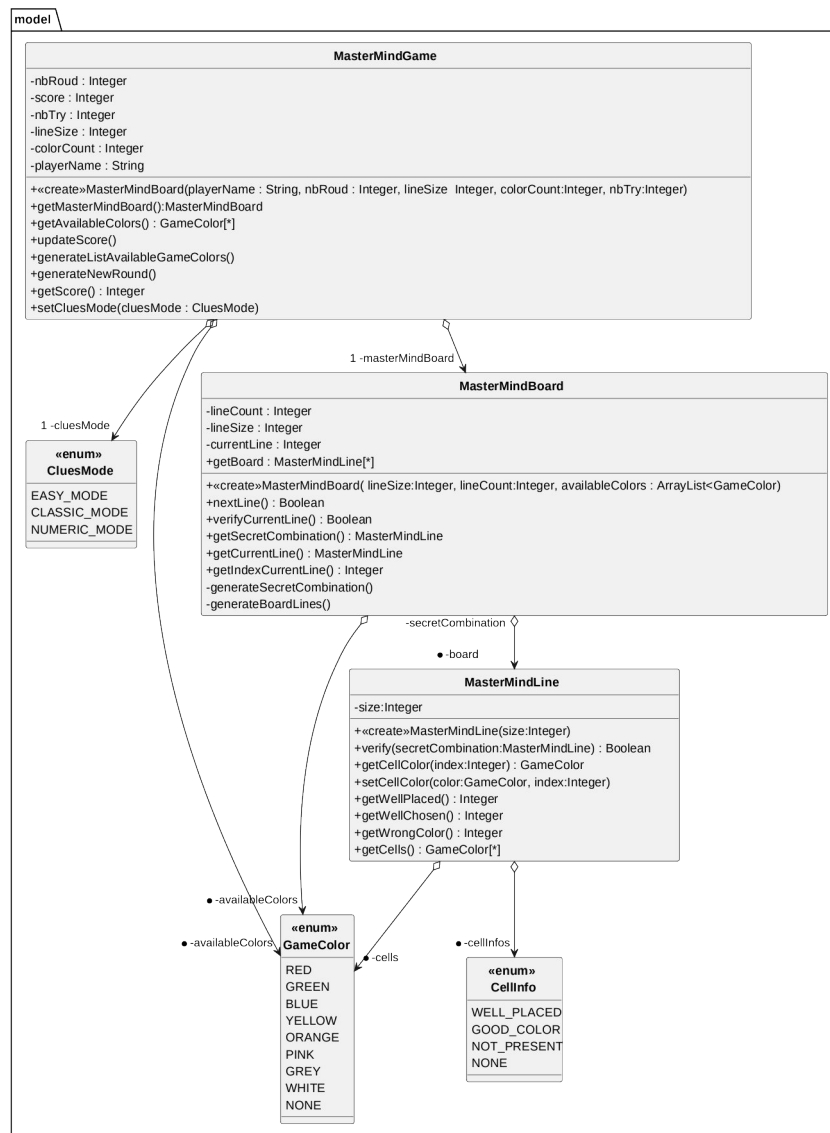 model
MasterMindGame
-nbRoud : Integer
-score : Integer
-nbTry : Integer
-lineSize : Integer
-colorCount : Integer
-playerName : String
+«create»MasterMindBoard(playerName : String, nbRoud : Integer, lineSize  Integer, colorCount:Integer, nbTry:Integer)
+getMasterMindBoard():MasterMindBoard
+getAvailableColors() : GameColor[*]
+updateScore()
+generateListAvailableGameColors()
+generateNewRound()
+getScore() : Integer
+setCluesMode(cluesMode : CluesMode)
1 -masterMindBoard
MasterMindBoard
-lineCount : Integer
-lineSize : Integer
-currentLine : Integer
+getBoard : MasterMindLine[*]
+«create»MasterMindBoard( lineSize:Integer, lineCount:Integer, availableColors : ArrayList<GameColor)
+nextLine() : Boolean
+verifyCurrentLine() : Boolean
+getSecretCombination() : MasterMindLine
+getCurrentLine() : MasterMindLine
+getIndexCurrentLine() : Integer
-generateSecretCombination()
-generateBoardLines()
1 -cluesMode
«enum»
CluesMode
EASY_MODE
CLASSIC_MODE
NUMERIC_MODE
-secretCombination
-board
MasterMindLine
-size:Integer
+«create»MasterMindLine(size:Integer)
+verify(secretCombination:MasterMindLine) : Boolean
+getCellColor(index:Integer) : GameColor
+setCellColor(color:GameColor, index:Integer)
+getWellPlaced() : Integer
+getWellChosen() : Integer
+getWrongColor() : Integer
+getCells() : GameColor[*]
-availableColors
-availableColors
-cells
-cellInfos
«enum»
GameColor
RED
GREEN
BLUE
YELLOW
ORANGE
PINK
GREY
WHITE
NONE
«enum»
CellInfo
WELL_PLACED
GOOD_COLOR
NOT_PRESENT
NONE